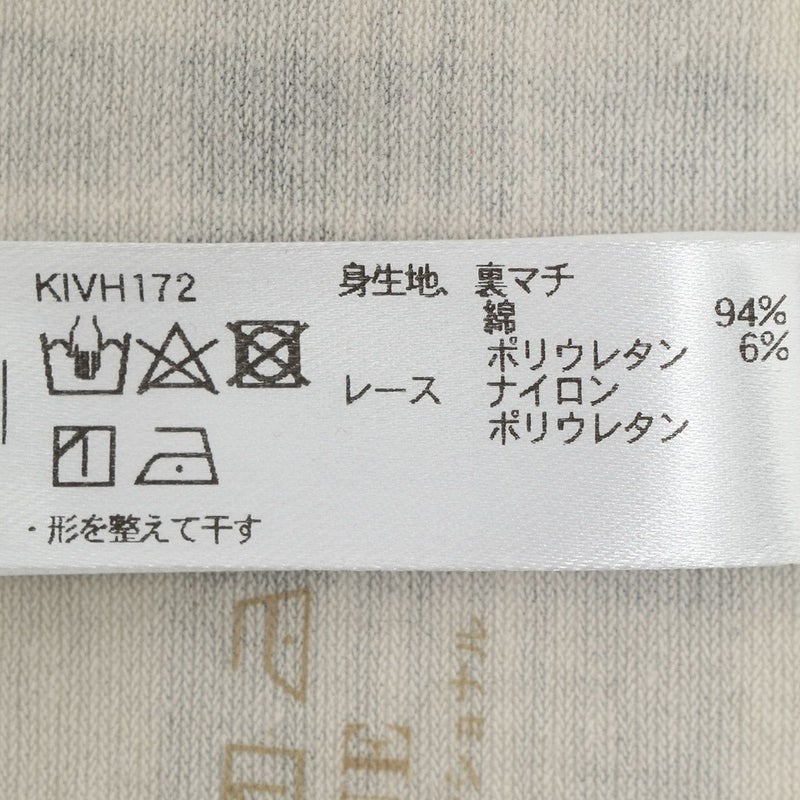 KIVH172
身生地、裏マチ
綿 94%
ポリウレタン 6%
レース ナイロン
ポリウレタン
・形を整えて干す